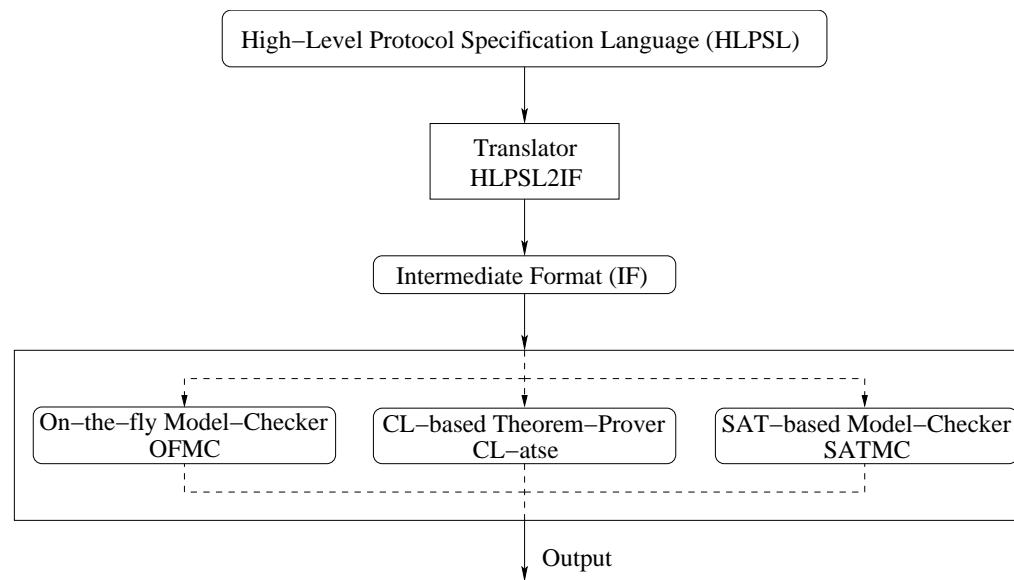 High−Level Protocol Specification Language (HLPSL)
Translator
HLPSL2IF
Intermediate Format (IF)
On−the−fly Model−Checker
OFMC
CL−based Theorem−Prover
CL−atse
SAT−based Model−Checker
SATMC
Output